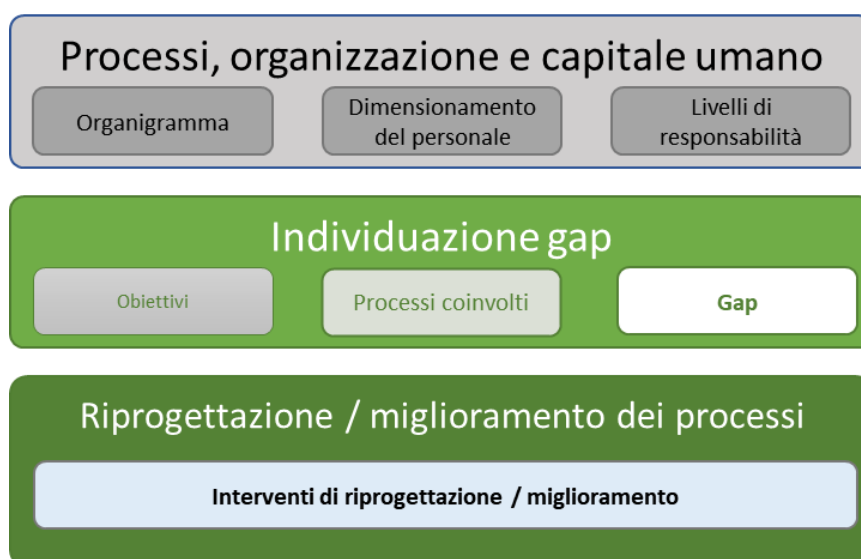 Processi, organizzazione e capitale umano
Organigramma
Dimensionamento
del personale
Livelli di
responsabilità
Individuazione gap
Obiettivi
Processi coinvolti
Gap
Riprogettazione / miglioramento dei processi
Interventi di riprogettazione / miglioramento